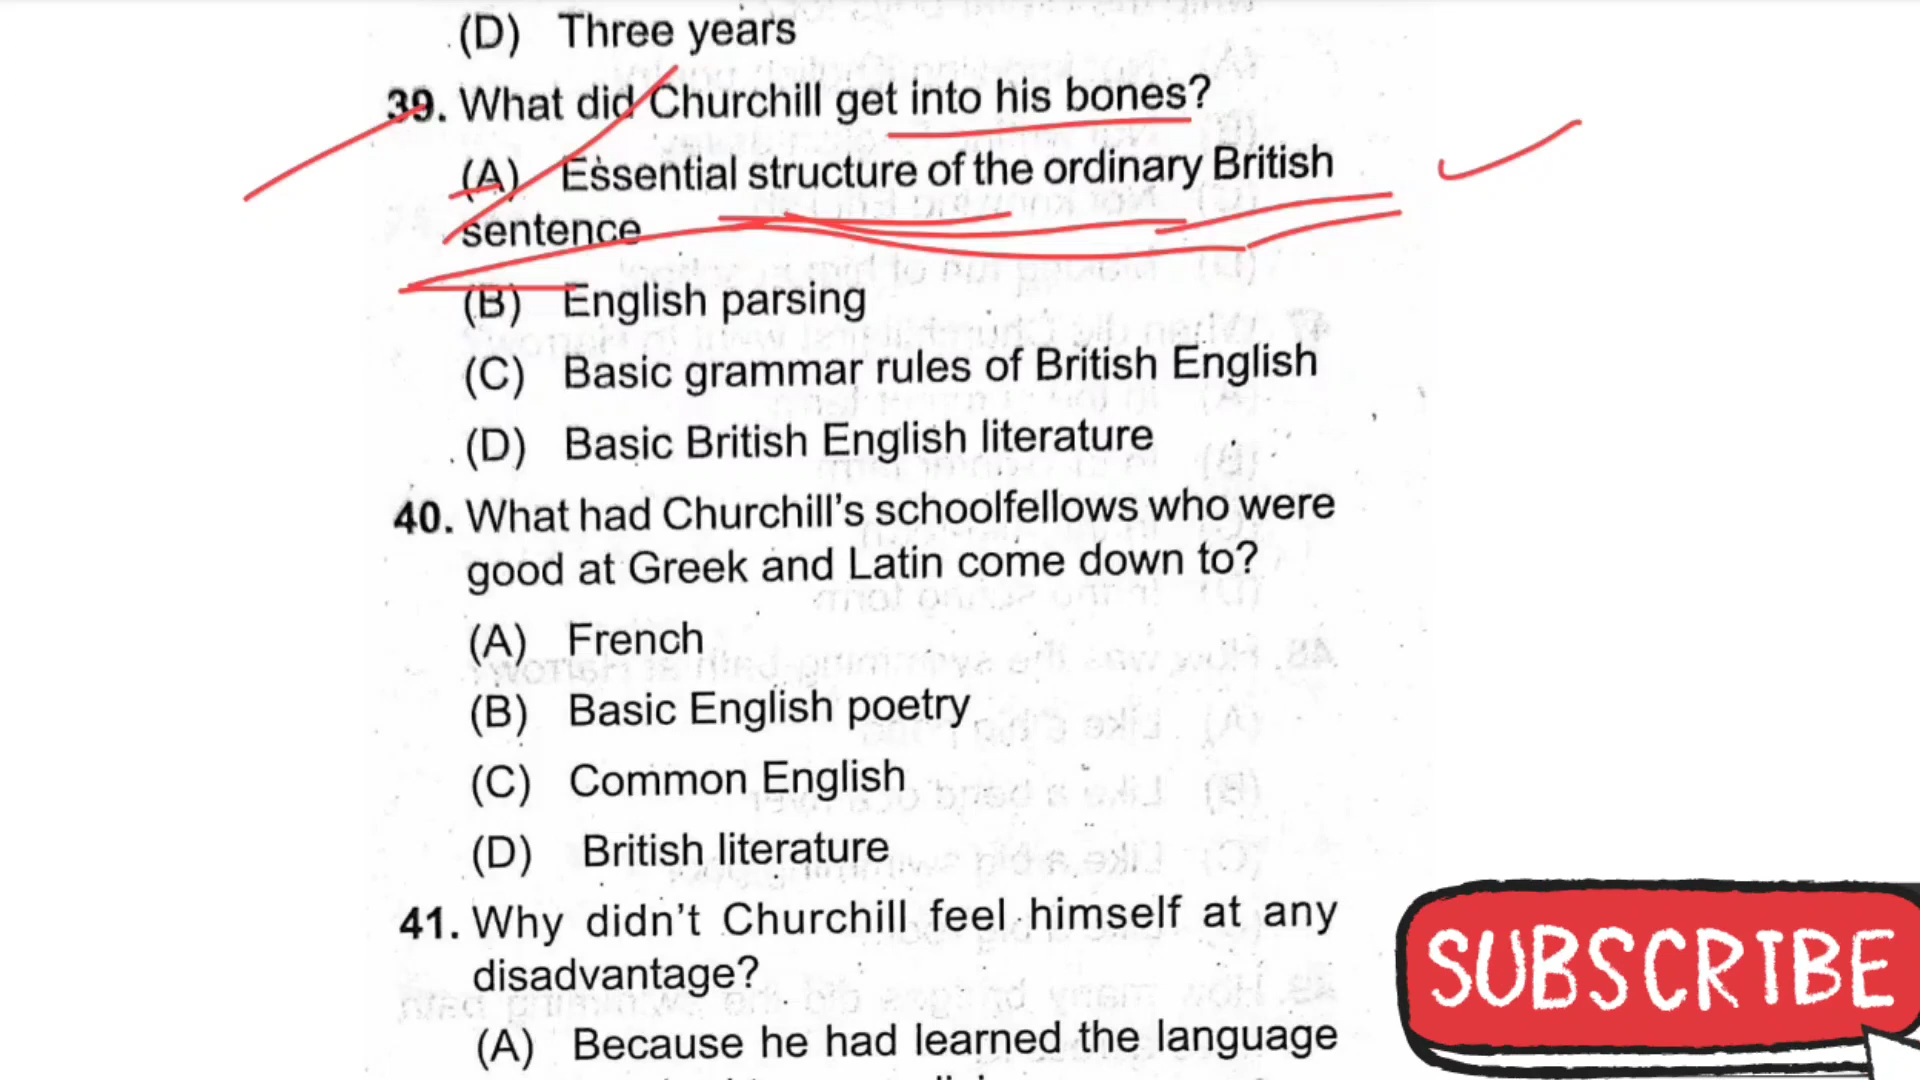 (D) Three years
39. What did Churchill get into his bones?
(A) Essential structure of the ordinary British
sentence
(B) English parsing
(C) Basic grammar rules of British English
(D) Basic British English literature
40. What had Churchill's schoolfellows who were
good at Greek and Latin come down to?
(A) French
(B) Basic English poetry
(C) Common English
(D) British literature
41. Why didn't Churchill feel himself at any
disadvantage?
(A) Because he had learned the language
SUBSCRIBE